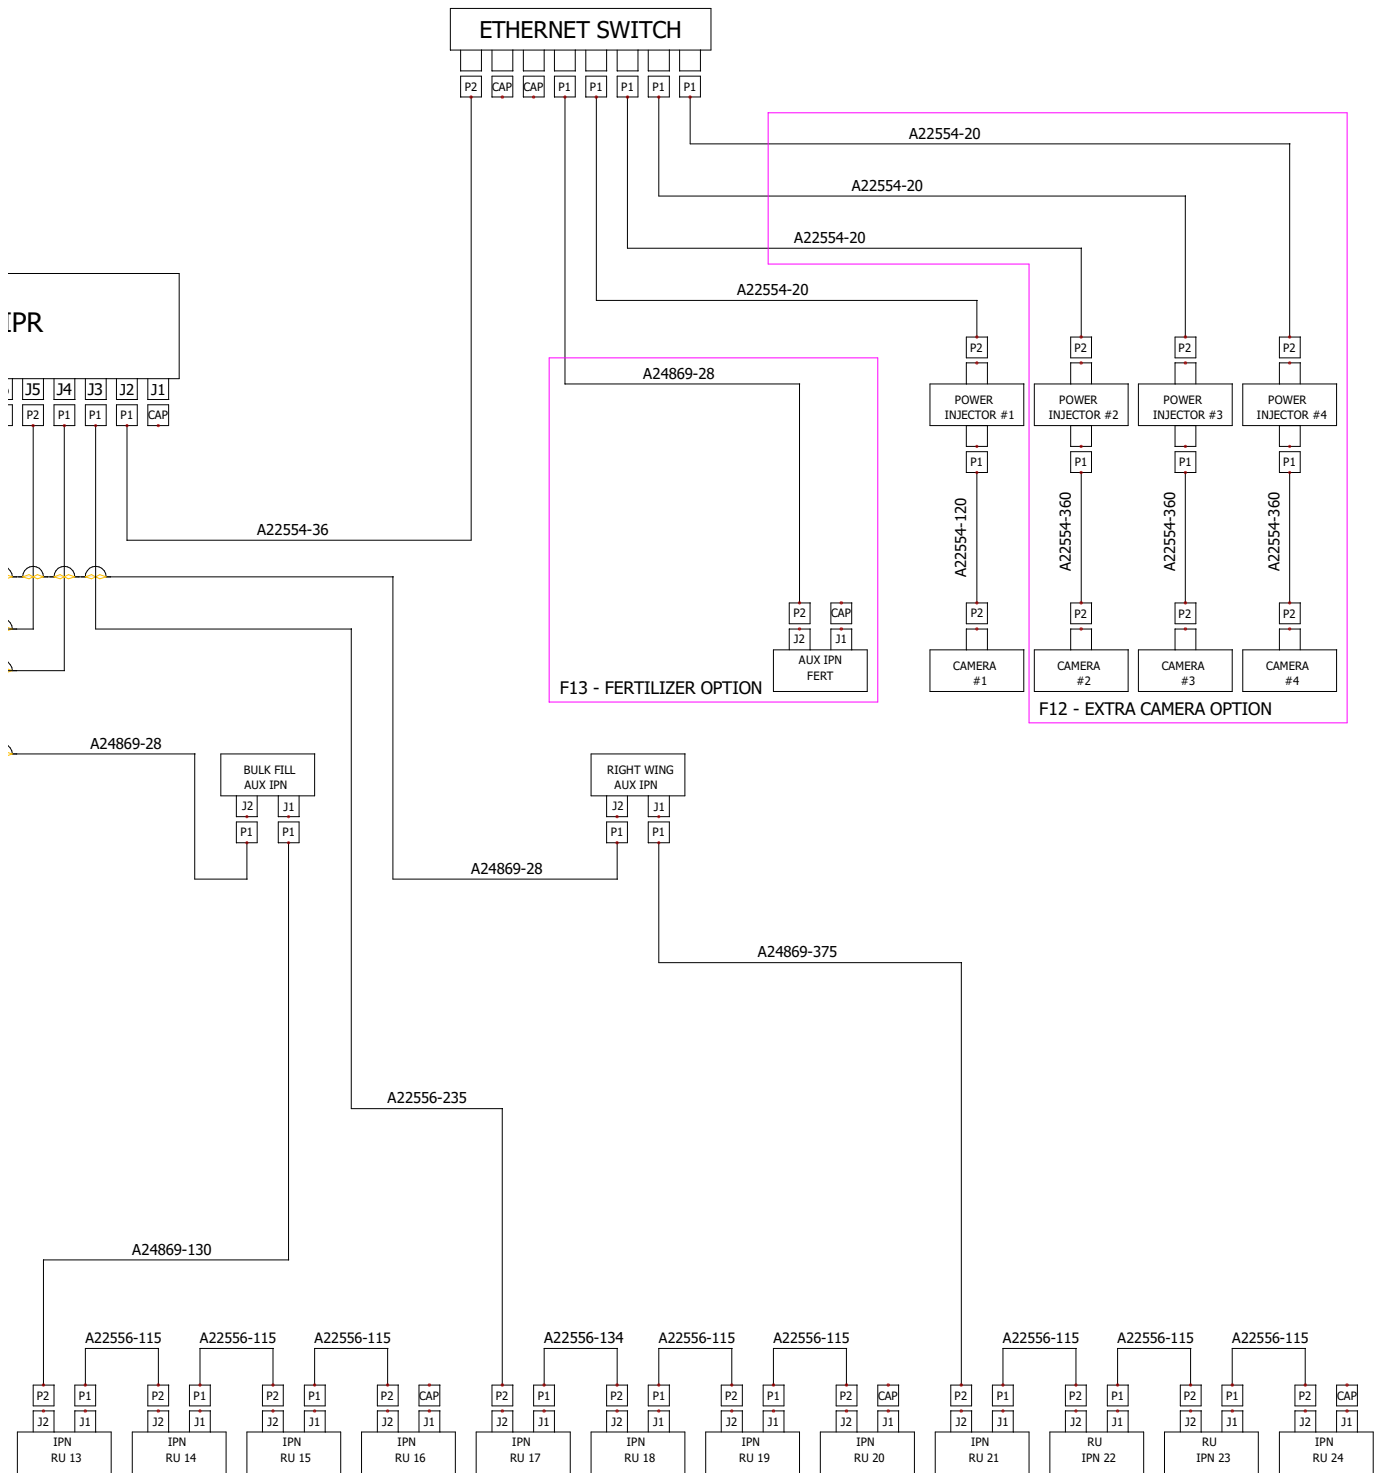 ETHERNET SWITCH
P2 CAP CAP P1 P1 P1 P1 P1
A22554-20
A22554-20
A22554-20
A22554-20
IPR
J5 J4 J3 J2 J1
P2 P1 P1 P1 CAP
A24869-28
P2 P2 P2 P2
POWER INJECTOR #1
POWER INJECTOR #2
POWER INJECTOR #3
POWER INJECTOR #4
P1 P1 P1 P1
A22554-36
A22554-120
A22554-360
A22554-360
A22554-360
P2 CAP P2 P2 P2 P2
J2 J1
AUX IPN
FERT
CAMERA
#1
CAMERA
#2
CAMERA
#3
CAMERA
#4
F13 - FERTILIZER OPTION
F12 - EXTRA CAMERA OPTION
A24869-28
BULK FILL
AUX IPN
RIGHT WING
AUX IPN
J2 J1 J2 J1
P1 P1 P1 P1
A24869-28
A24869-375
A22556-235
A24869-130
A22556-115 A22556-115 A22556-115 A22556-134 A22556-115 A22556-115 A22556-115 A22556-115 A22556-115
P2 P1 P2 P1 P2 P1 P2 CAP P2 P1 P2 P1 P2 P1 P2 CAP P2 P1 P2 P1 P2 P1 P2 CAP
J2 J1 J2 J1 J2 J1 J2 J1 J2 J1 J2 J1 J2 J1 J2 J1 J2 J1 J2 J1 J2 J1 J2 J1
IPN
RU 13
IPN
RU 14
IPN
RU 15
IPN
RU 16
IPN
RU 17
IPN
RU 18
IPN
RU 19
IPN
RU 20
IPN
RU 21
RU
IPN 22
RU
IPN 23
IPN
RU 24